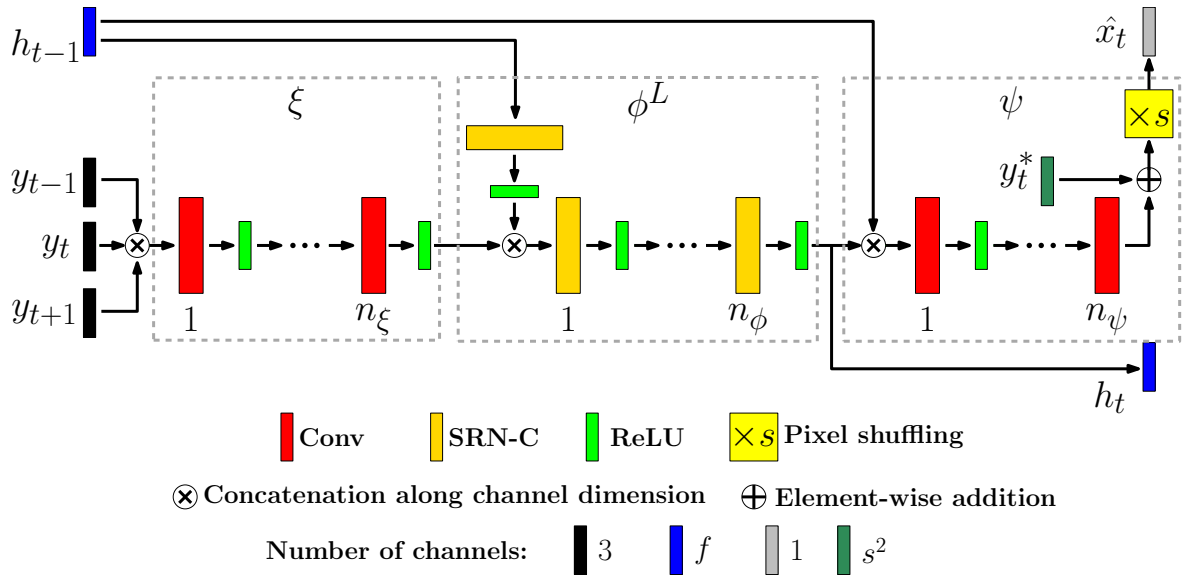 h_{t−1}
x̂_t
ξ
φ^L
ψ
× s
y_{t−1}
y_t
y_{t+1}
y_t^*
1
n_ξ
1
n_φ
1
n_ψ
h_t
Conv
SRN-C
ReLU
× s
Pixel shuffling
Concatenation along channel dimension
Element-wise addition
Number of channels:
3
f
1
s²